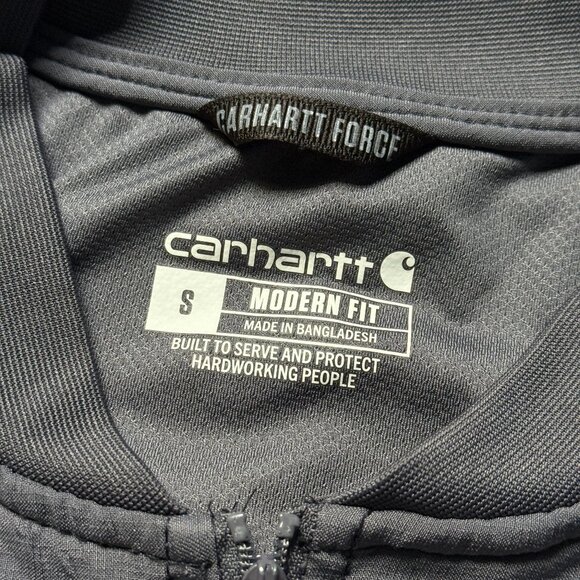 CARHARTT FORCE
carhartt
S
MODERN FIT
MADE IN BANGLADESH
BUILT TO SERVE AND PROTECT
HARDWORKING PEOPLE